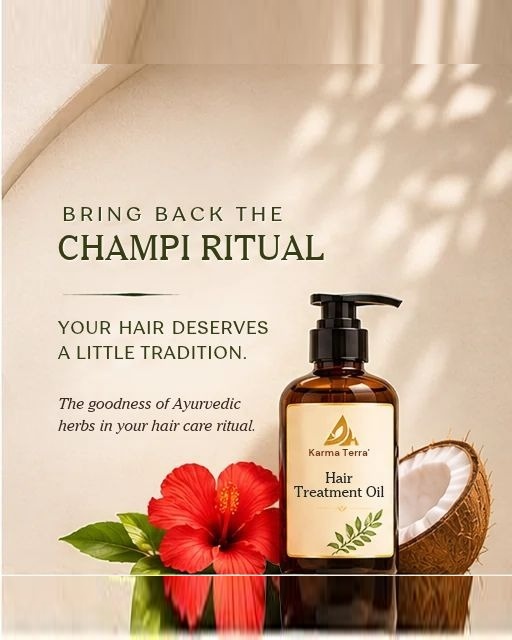 BRING BACK THE
CHAMPI RITUAL
YOUR HAIR DESERVES
A LITTLE TRADITION.
The goodness of Ayurvedic
herbs in your hair care ritual.
Karma Terra
Hair
Treatment Oil